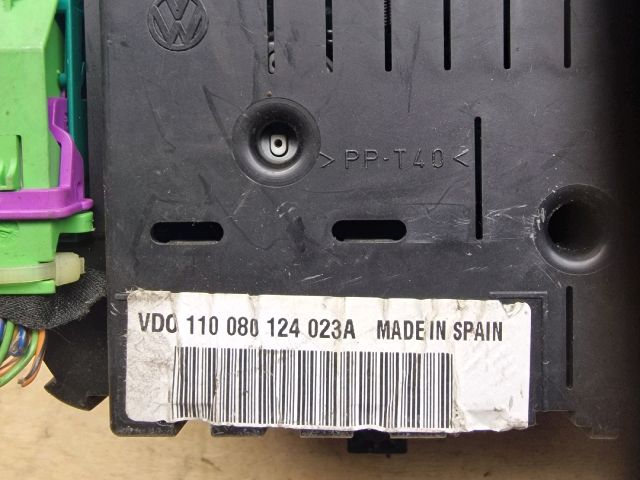 > PP-T40 <
VDO 110 080 124 023A MADE IN SPAIN